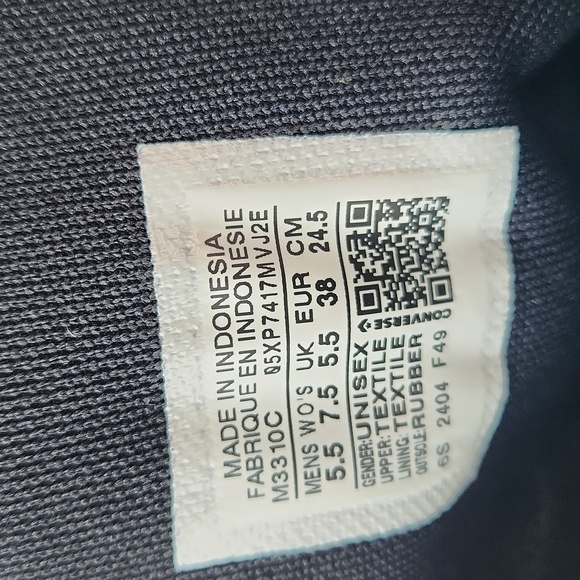 MADE IN INDONESIA
FABRIQUE EN INDONESIE
M3310C Q5XP7417MVJ2E
MENS WO'S UK EUR CM
5.5 7.5 5.5 38 24.5
GENDER:UNISEX
UPPER:TEXTILE
LINING:TEXTILE
OUTSOLE:RUBBER
CONVERSE
6S 2404 F49